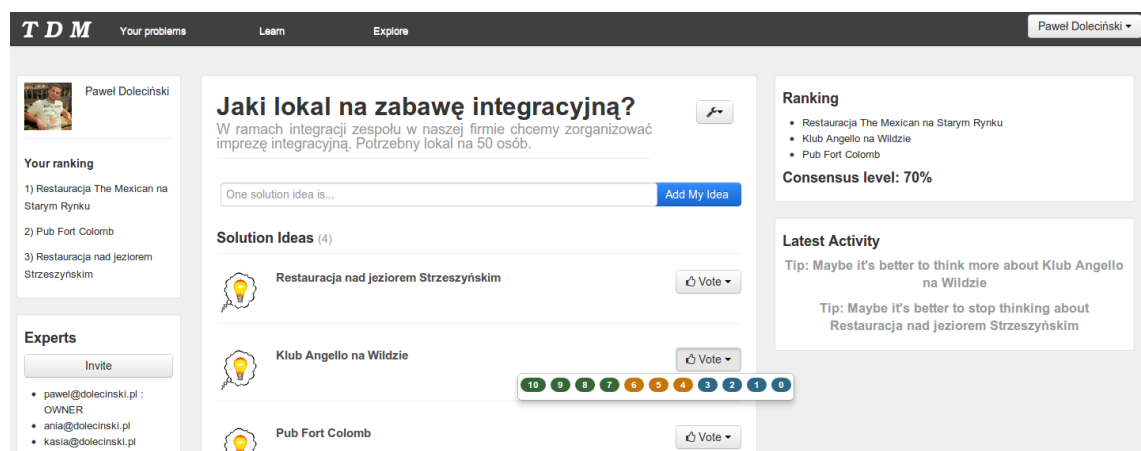 TDM
Your problems
Learn
Explore
Paweł Doleciński
Paweł Doleciński
Your ranking
1) Restauracja The Mexican na
Starym Rynku
2) Pub Fort Colomb
3) Restauracja nad jeziorem
Strzeszyńskim
Experts
Invite
pawel@dolecinski.pl :
OWNER
ania@dolecinski.pl
kasia@dolecinski.pl
Jaki lokal na zabawę integracyjną?
W ramach integracji zespołu w naszej firmie chcemy zorganizować
imprezę integracyjną. Potrzebny lokal na 50 osób.
One solution idea is...
Add My Idea
Solution Ideas (4)
Restauracja nad jeziorem Strzeszyńskim
Vote
Klub Angello na Wildzie
Vote
10 9 8 7 6 5 4 3 2 1 0
Pub Fort Colomb
Vote
Ranking
Restauracja The Mexican na Starym Rynku
Klub Angello na Wildzie
Pub Fort Colomb
Consensus level: 70%
Latest Activity
Tip: Maybe it's better to think more about Klub Angello
na Wildzie
Tip: Maybe it's better to stop thinking about
Restauracja nad jeziorem Strzeszyńskim